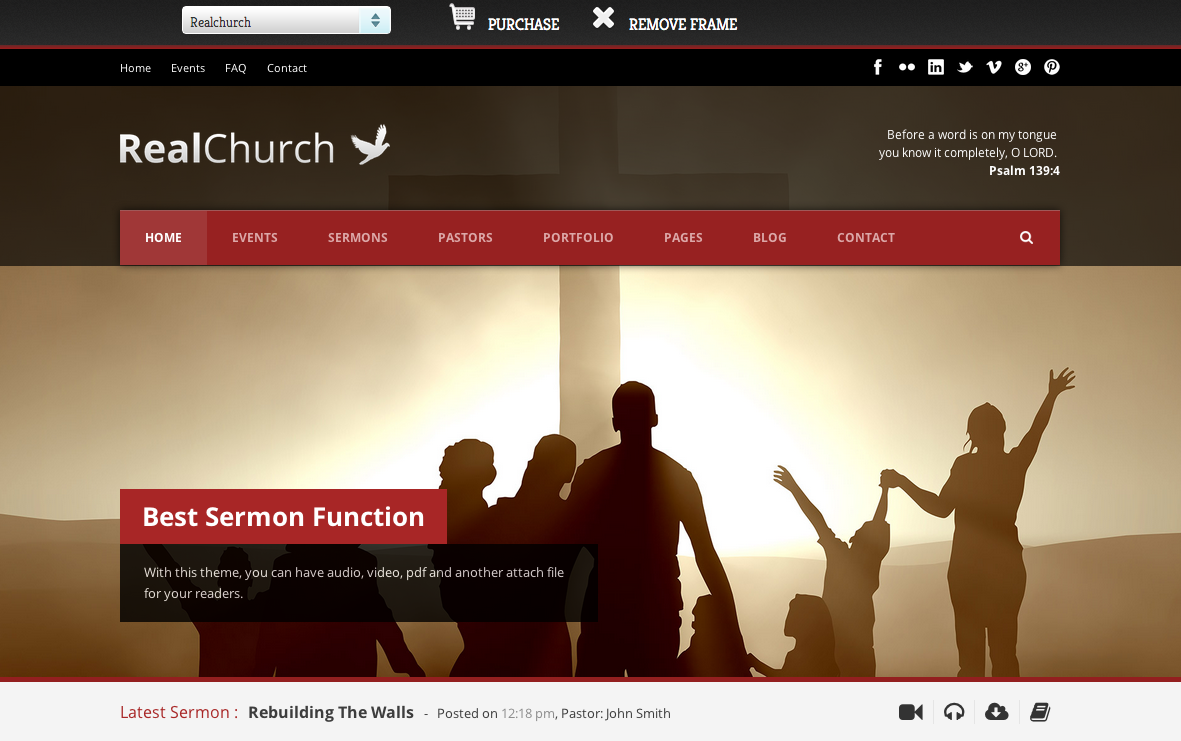 Realchurch
PURCHASE
REMOVE FRAME
Home Events FAQ Contact
RealChurch
Before a word is on my tongue
you know it completely, O LORD.
Psalm 139:4
HOME EVENTS SERMONS PASTORS PORTFOLIO PAGES BLOG CONTACT
Best Sermon Function
With this theme, you can have audio, video, pdf and another attach file
for your readers.
Latest Sermon : Rebuilding The Walls - Posted on 12:18 pm, Pastor: John Smith